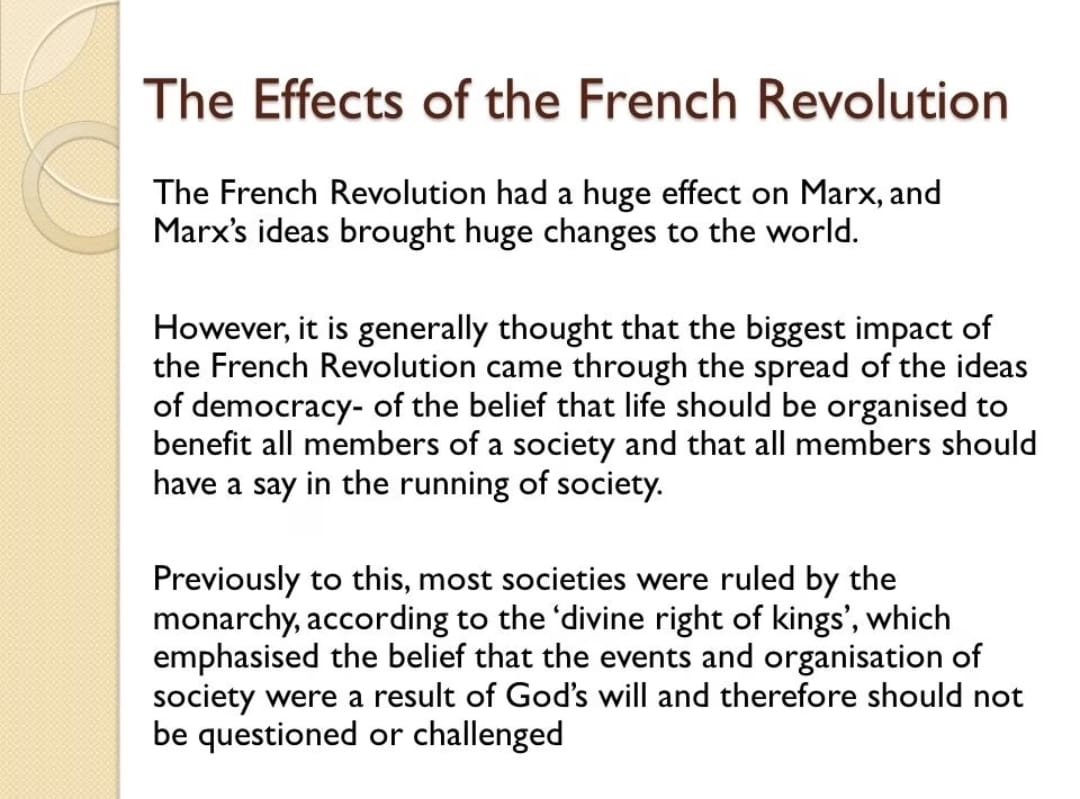 The Effects of the French Revolution
The French Revolution had a huge effect on Marx, and
Marx’s ideas brought huge changes to the world.
However, it is generally thought that the biggest impact of
the French Revolution came through the spread of the ideas
of democracy- of the belief that life should be organised to
benefit all members of a society and that all members should
have a say in the running of society.
Previously to this, most societies were ruled by the
monarchy, according to the ‘divine right of kings’, which
emphasised the belief that the events and organisation of
society were a result of God’s will and therefore should not
be questioned or challenged